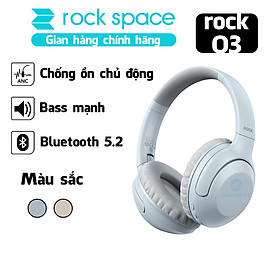 rock space
Gian hàng chính hãng
rock
O3
ANC
Chống ồn chủ động
Bass mạnh
Bluetooth 5.2
Màu sắc